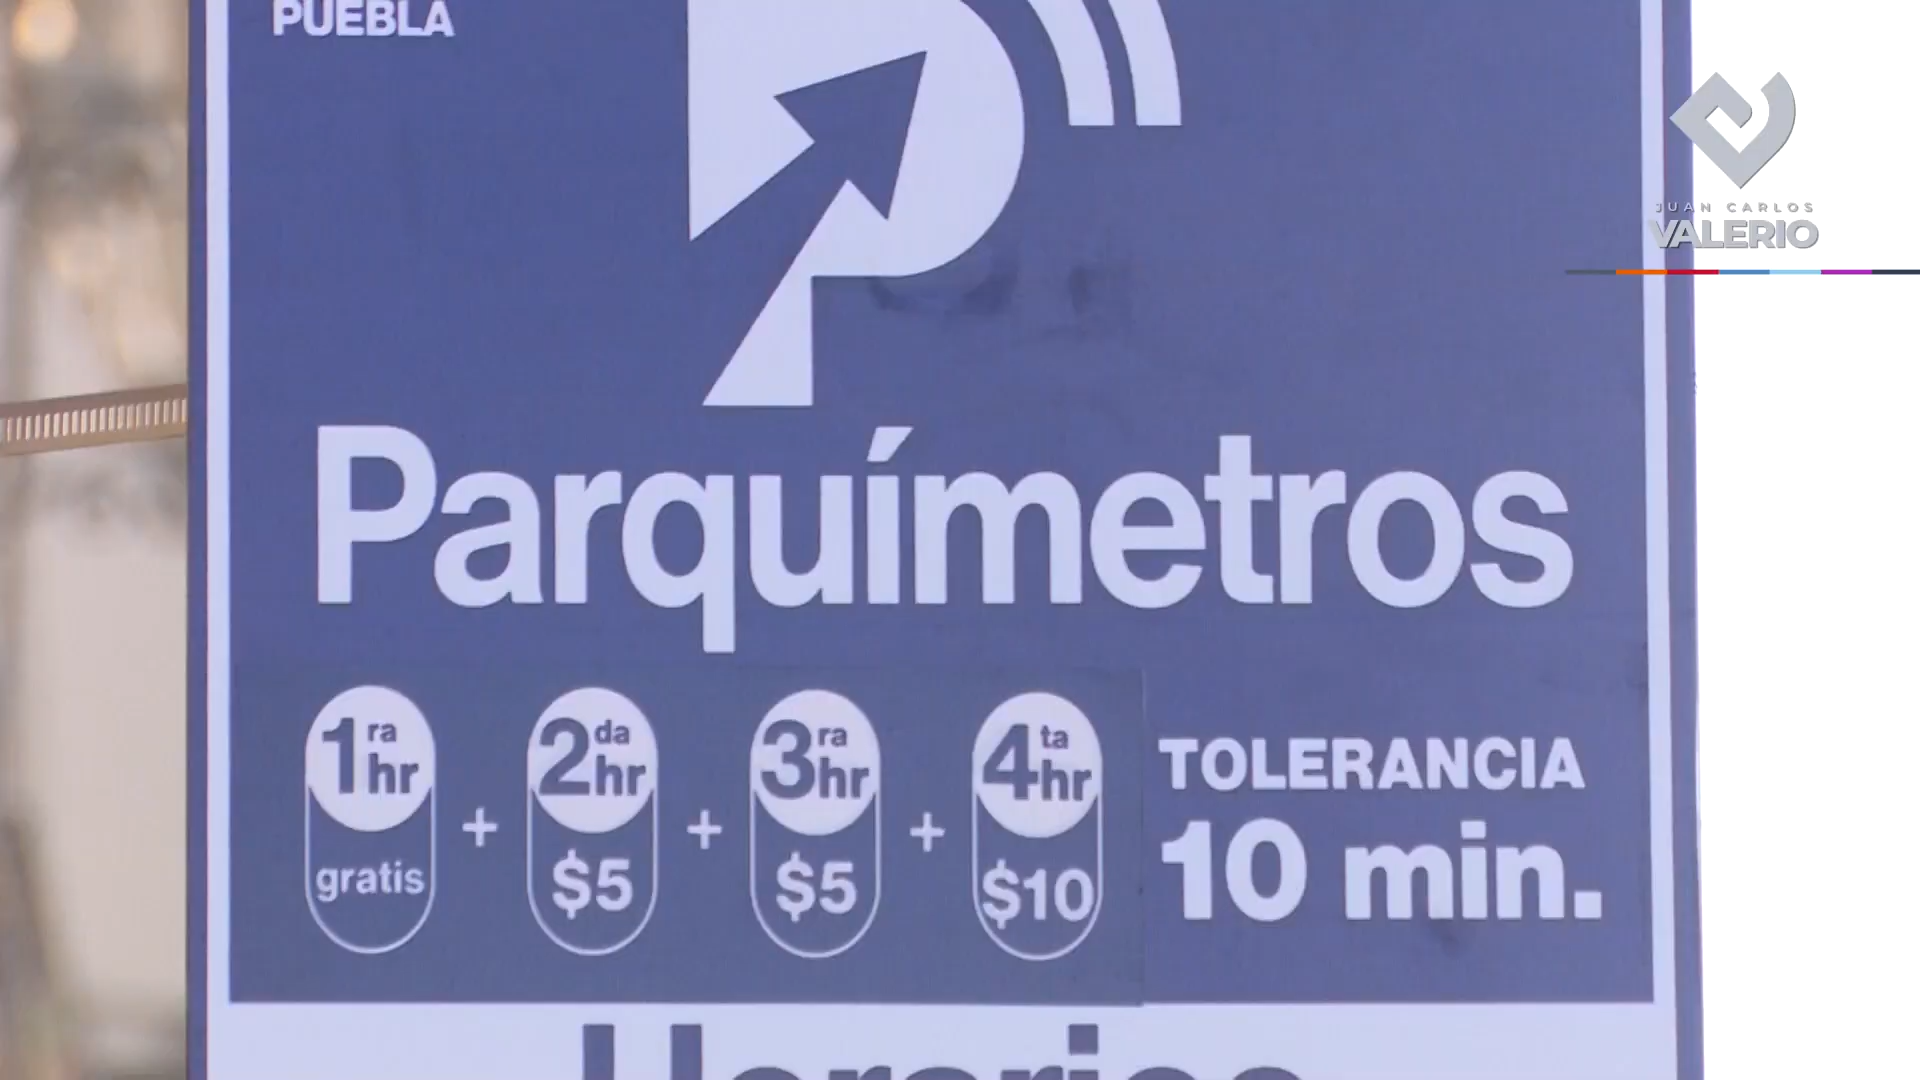 PUEBLA
JUAN CARLOS
VALERIO
Parquímetros
1ra hr
gratis
+
2da hr
$5
+
3ra hr
$5
+
4ta hr
$10
TOLERANCIA
10 min.
Horarios